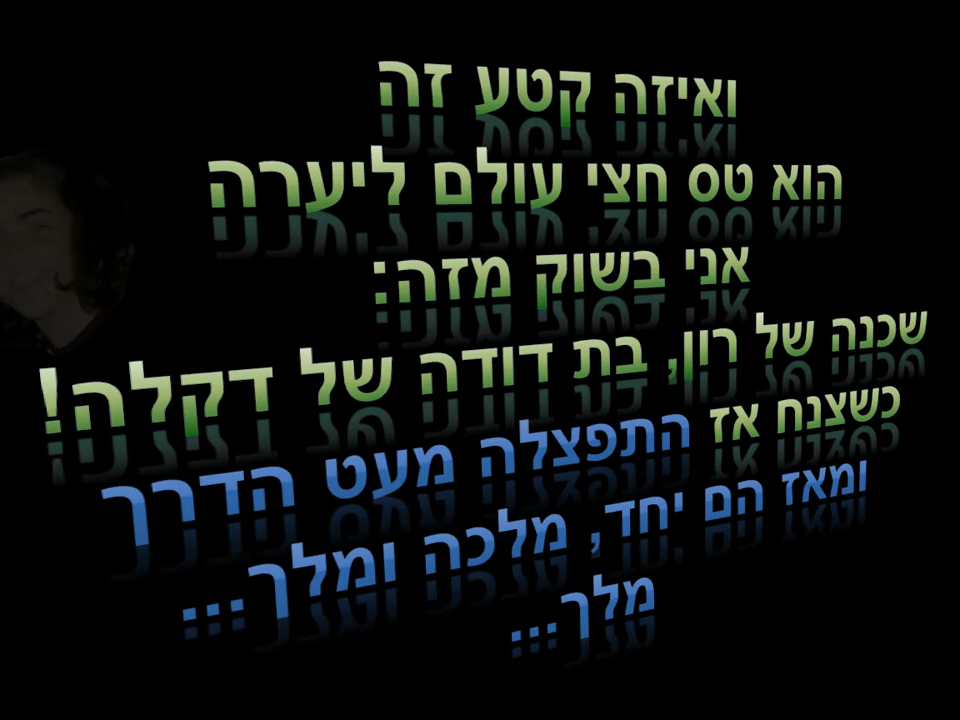 ואיזה קטע זה
הוא טס חצי עולם ליערה
אני בשוק מזה:
שכנה של רון, בת דודה של דקלה!
כשצנח אז התפצלה מעט הדרך
ומאז הם יחד, מלכה ומלך...
מלך...